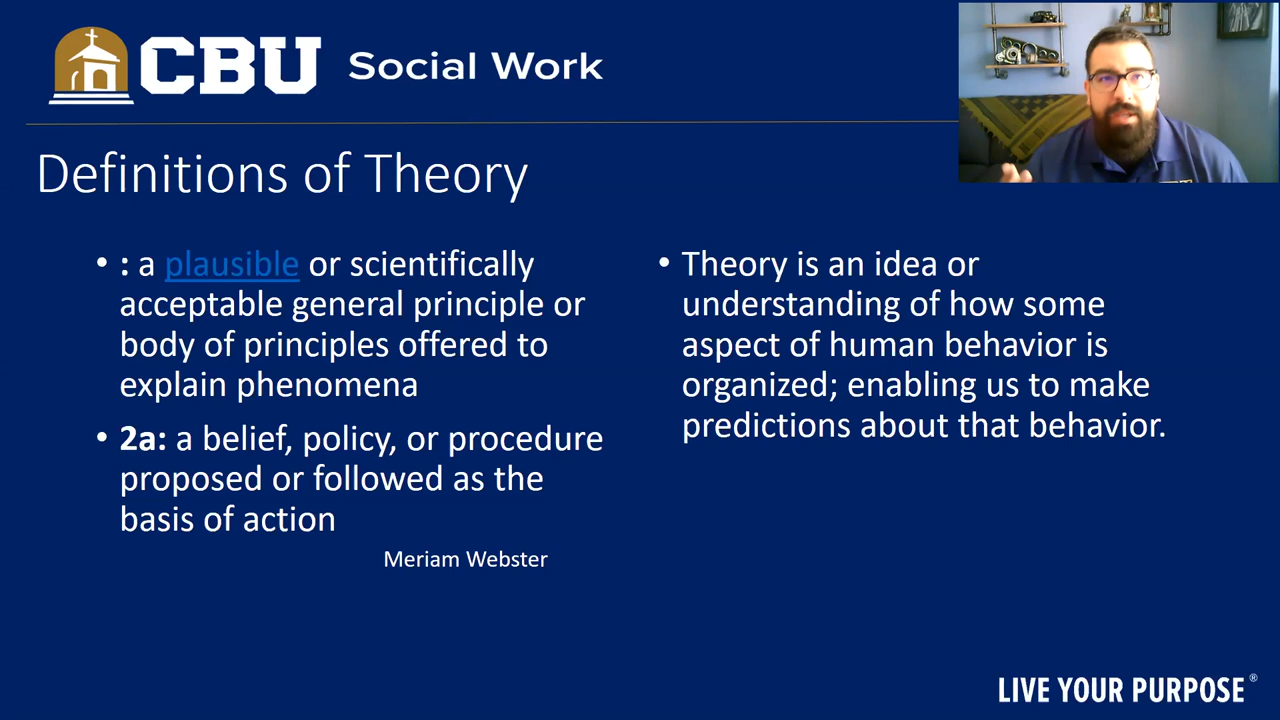 CBU Social Work
Definitions of Theory
• : a plausible or scientifically
acceptable general principle or
body of principles offered to
explain phenomena
• 2a: a belief, policy, or procedure
proposed or followed as the
basis of action
Meriam Webster
• Theory is an idea or
understanding of how some
aspect of human behavior is
organized; enabling us to make
predictions about that behavior.
LIVE YOUR PURPOSE®